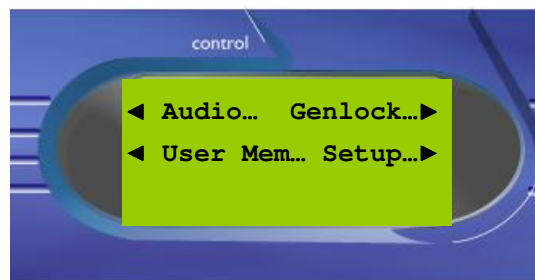 control
◄ Audio… Genlock…►
◄ User Mem… Setup…►